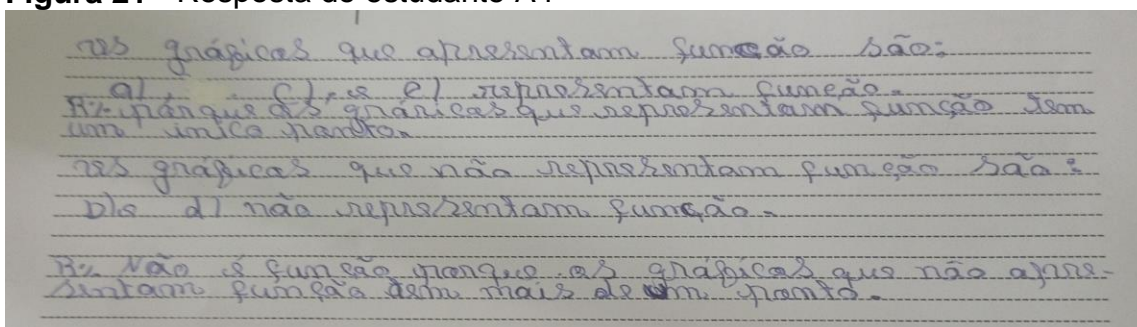 Figura 21 - Resposta do estudante A4
os gráficos que apresentam função são:
a) c), e e) representam função.
R:. porque os gráficos que representam função tem
um unico ponto.
os gráficos que não representam função são:
b) e d) não representam função.
R:. Não é função porque os gráficos que não apre-
sentam função tem mais de um ponto.